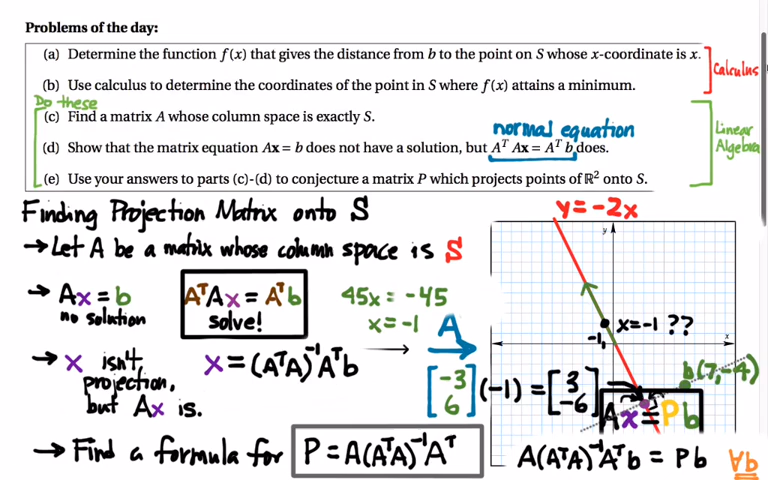 Problems of the day:
(a) Determine the function f(x) that gives the distance from b to the point on S whose x-coordinate is x.
(b) Use calculus to determine the coordinates of the point in S where f(x) attains a minimum.
Calculus
Do these
(c) Find a matrix A whose column space is exactly S.
normal equation
(d) Show that the matrix equation Ax = b does not have a solution, but AᵀAx = Aᵀb does.
Linear
Algebra
(e) Use your answers to parts (c)-(d) to conjecture a matrix P which projects points of ℝ² onto S.
Finding Projection Matrix onto S
y = -2x
→ Let A be a matrix whose column space is S
y
→ Ax = b
no solution
AᵀAx = Aᵀb
solve!
45x = -45
x = -1
A
x = -1 ??
-1
x
→ x isn't
projection,
but Ax is.
x = (AᵀA)⁻¹Aᵀb
→
[-3 6] (-1) = [3 -6]
b(7,-4)
Ax = Pb
→ Find a formula for P = A(AᵀA)⁻¹Aᵀ
A(AᵀA)⁻¹Aᵀb = Pb
∀b